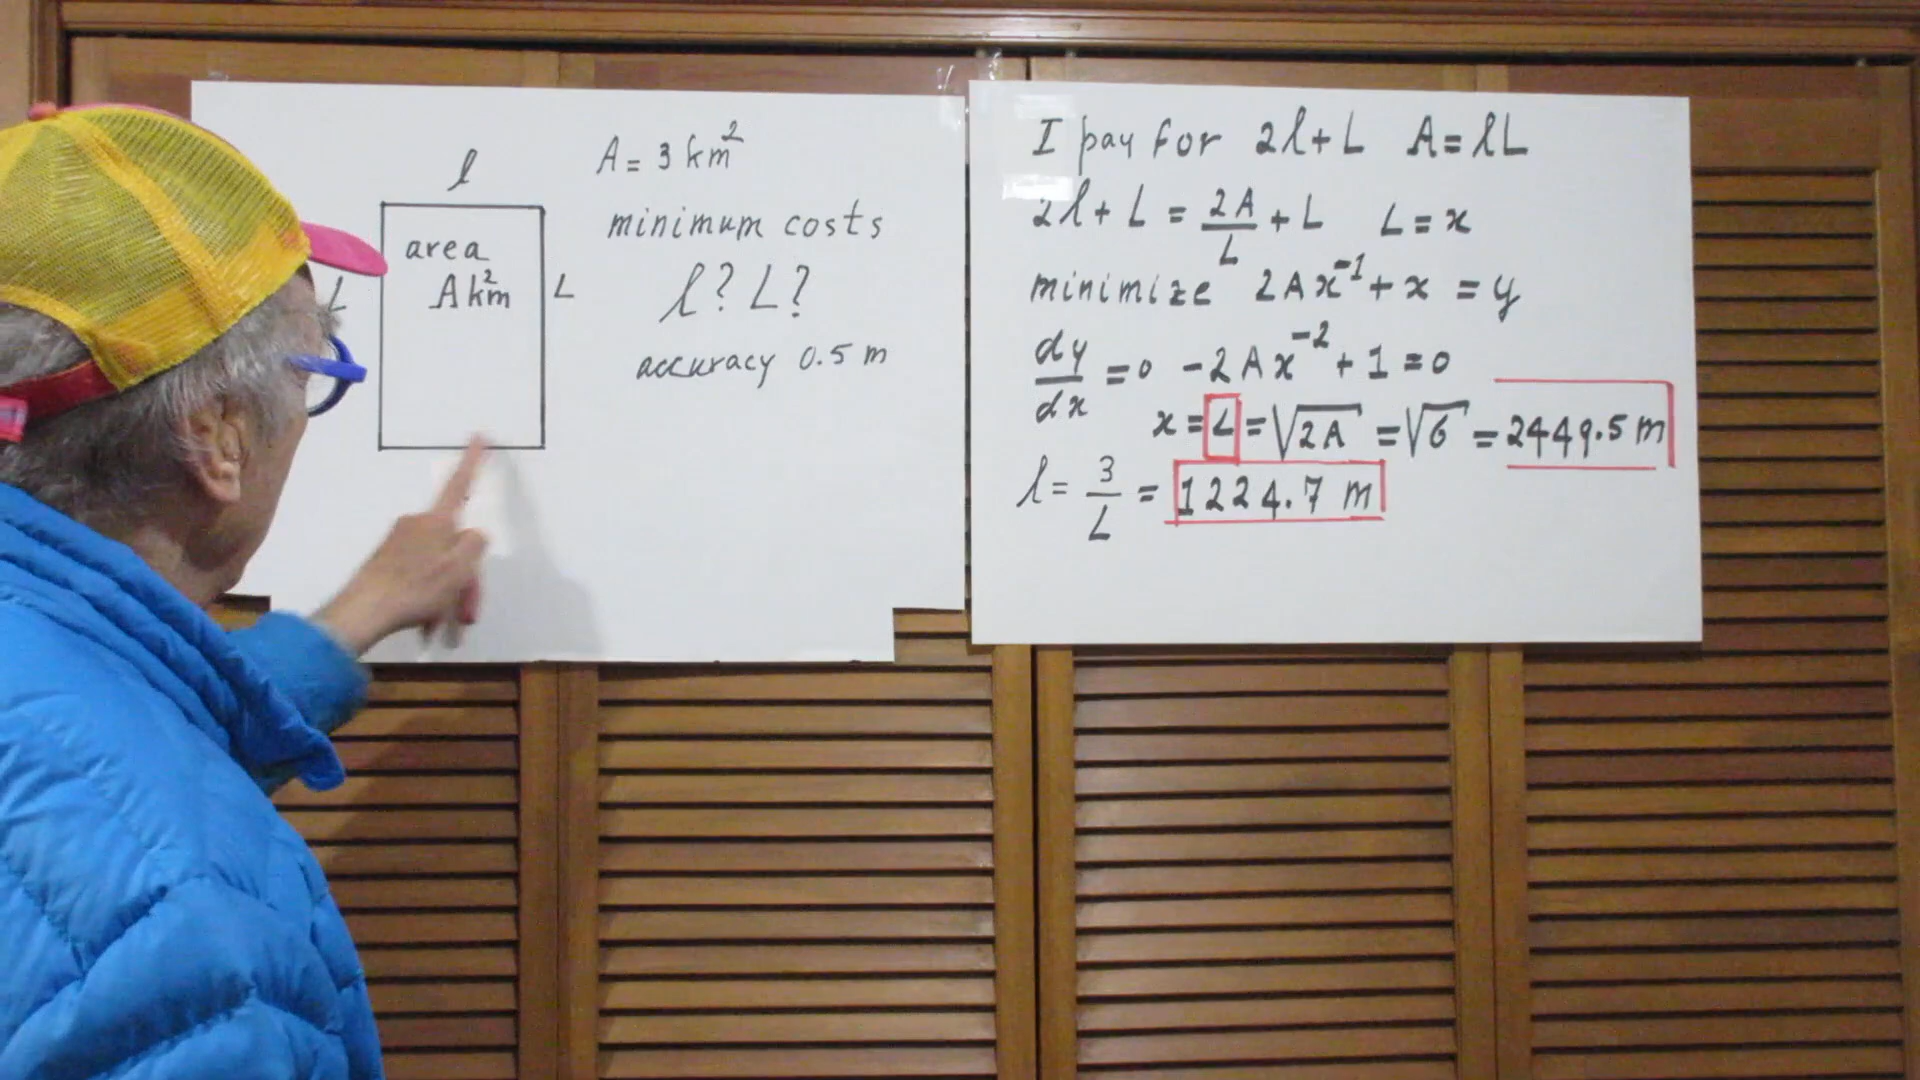 l
area
A km²
L
L
A = 3 km²
minimum costs
l? L?
accuracy 0.5 m
I pay for 2l + L A = lL
2l + L = 2A/L + L L = x
minimize 2Ax⁻¹ + x = y
dy/dx = 0 -2Ax⁻² + 1 = 0
x = L = √2A = √6 = 2449.5 m
l = 3/L = 1224.7 m